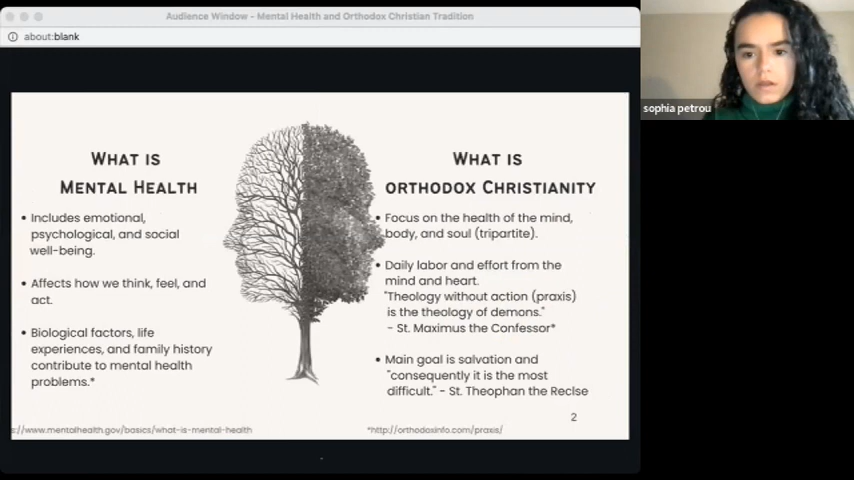 Audience Window - Mental Health and Orthodox Christian Tradition
about:blank
sophia petrou
WHAT IS
MENTAL HEALTH
• Includes emotional,
psychological, and social
well-being.
• Affects how we think, feel, and
act.
• Biological factors, life
experiences, and family history
contribute to mental health
problems.*
s://www.mentalhealth.gov/basics/what-is-mental-health
WHAT IS
ORTHODOX CHRISTIANITY
• Focus on the health of the mind,
body, and soul (tripartite).
• Daily labor and effort from the
mind and heart.
"Theology without action (praxis)
is the theology of demons."
- St. Maximus the Confessor*
• Main goal is salvation and
"consequently it is the most
difficult." - St. Theophan the Reclse
2
*http://orthodoxinfo.com/praxis/